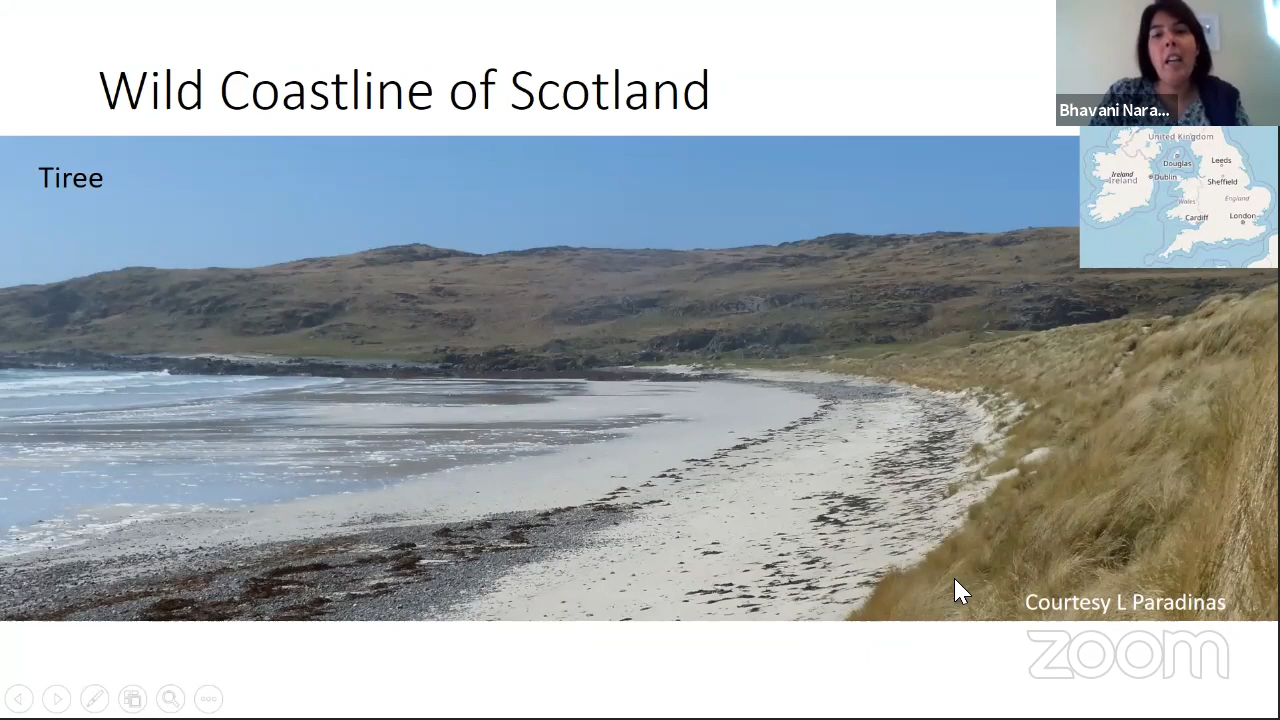 Wild Coastline of Scotland
Bhavani Nara...
Tiree
United Kingdom
Douglas
Leeds
Ireland
Ireland
Dublin
Sheffield
Wales
England
Cardiff
London
Courtesy L Paradinas
zoom